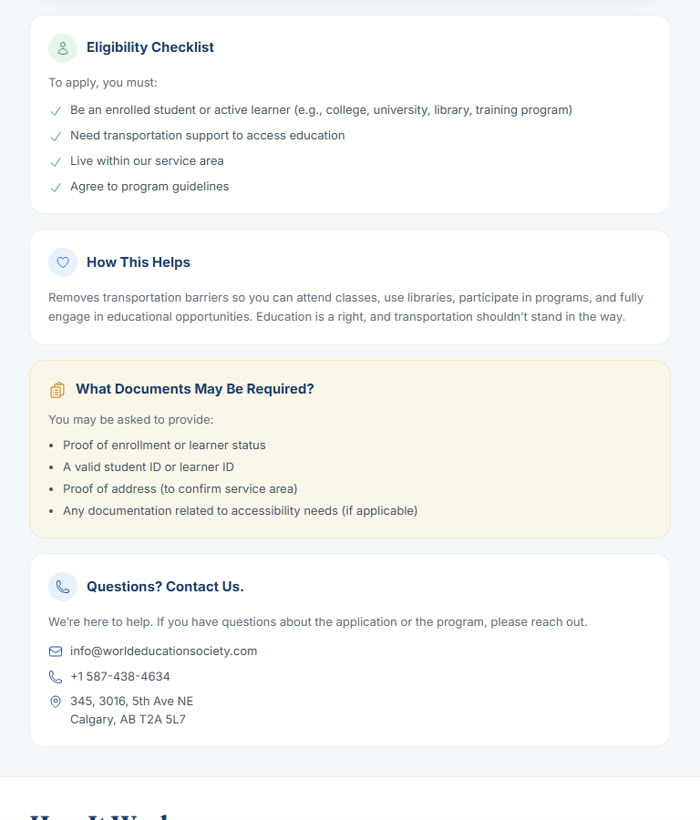 Eligibility Checklist
To apply, you must:
Be an enrolled student or active learner (e.g., college, university, library, training program)
Need transportation support to access education
Live within our service area
Agree to program guidelines
How This Helps
Removes transportation barriers so you can attend classes, use libraries, participate in programs, and fully
engage in educational opportunities. Education is a right, and transportation shouldn’t stand in the way.
What Documents May Be Required?
You may be asked to provide:
• Proof of enrollment or learner status
• A valid student ID or learner ID
• Proof of address (to confirm service area)
• Any documentation related to accessibility needs (if applicable)
Questions? Contact Us.
We’re here to help. If you have questions about the application or the program, please reach out.
info@worldeducationsociety.com
+1 587-438-4634
345, 3016, 5th Ave NE
Calgary, AB T2A 5L7